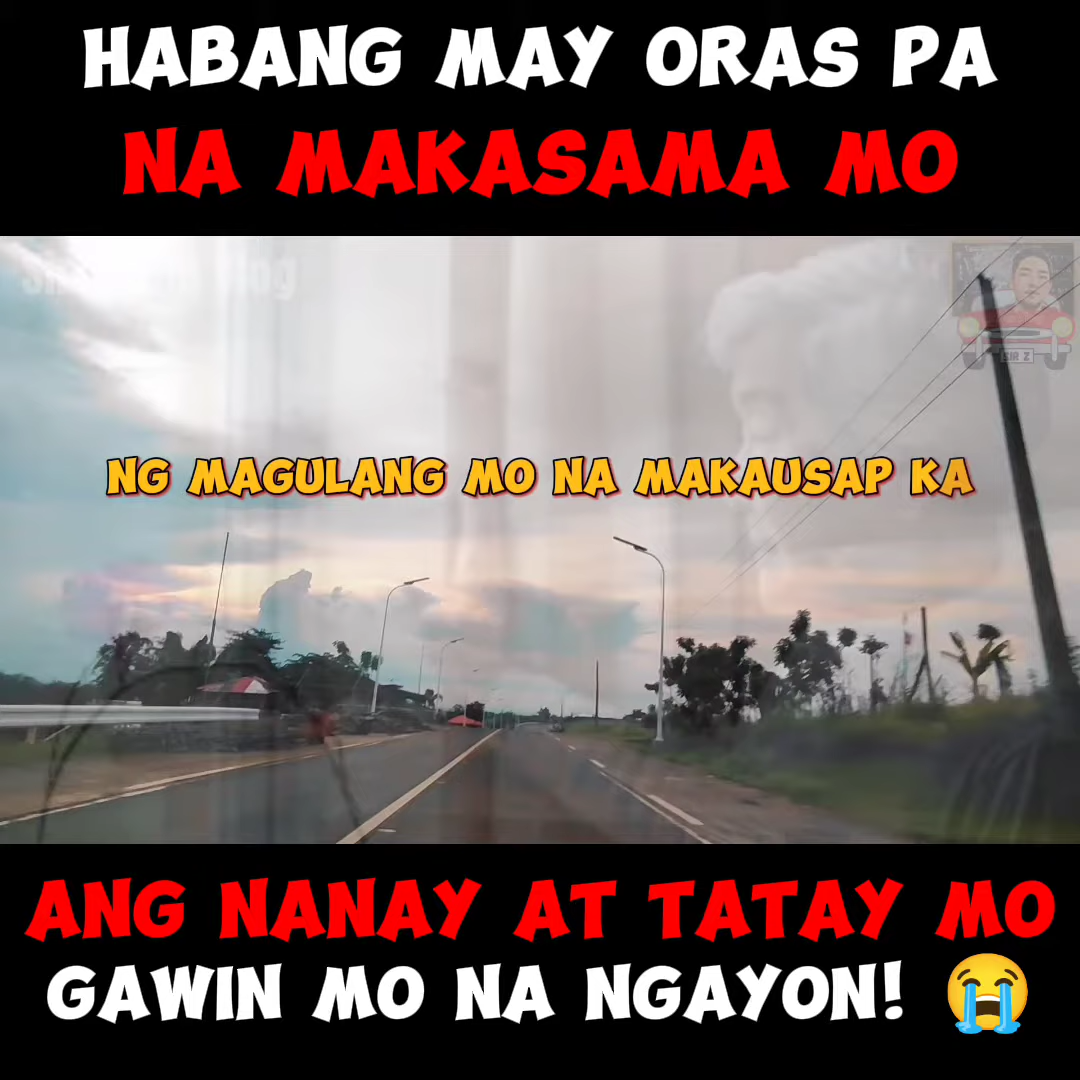 HABANG MAY ORAS PA
NA MAKASAMA MO
NG MAGULANG MO NA MAKAUSAP KA
SIR Z
ANG NANAY AT TATAY MO
GAWIN MO NA NGAYON! 😭